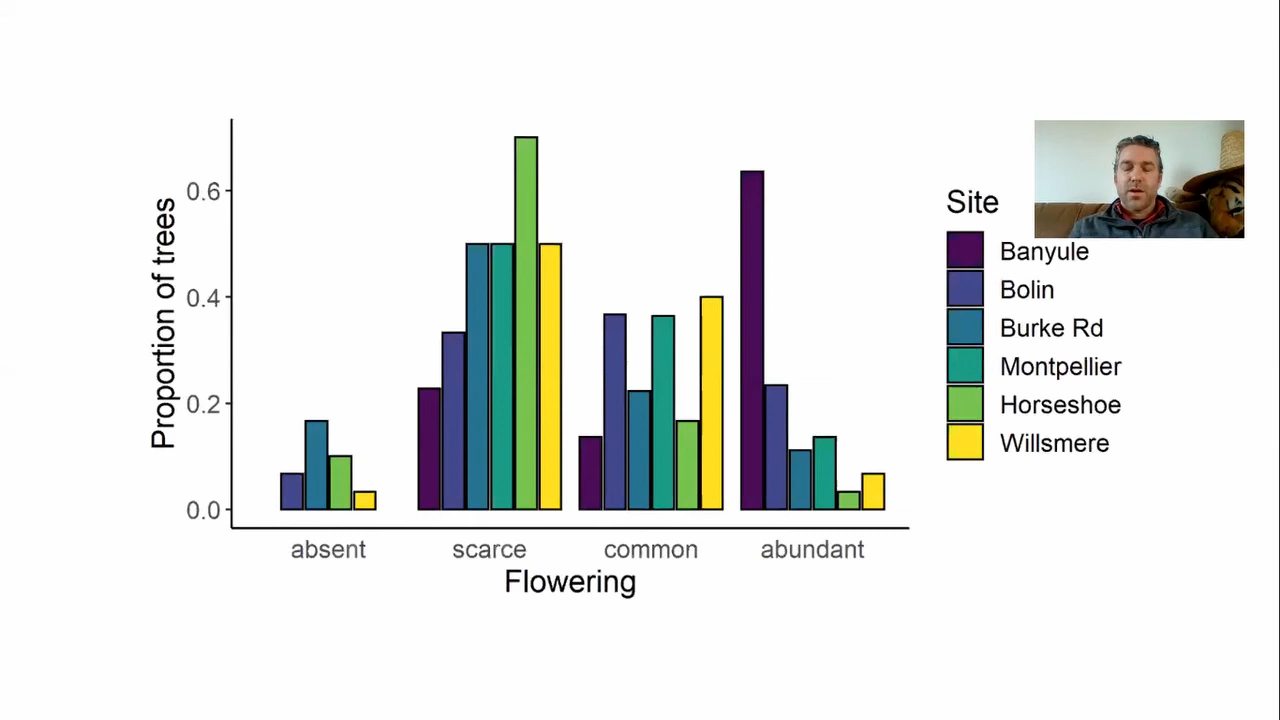 Proportion of trees
0.6
0.4
0.2
0.0
absent scarce common abundant
Flowering
Site
Banyule
Bolin
Burke Rd
Montpellier
Horseshoe
Willsmere